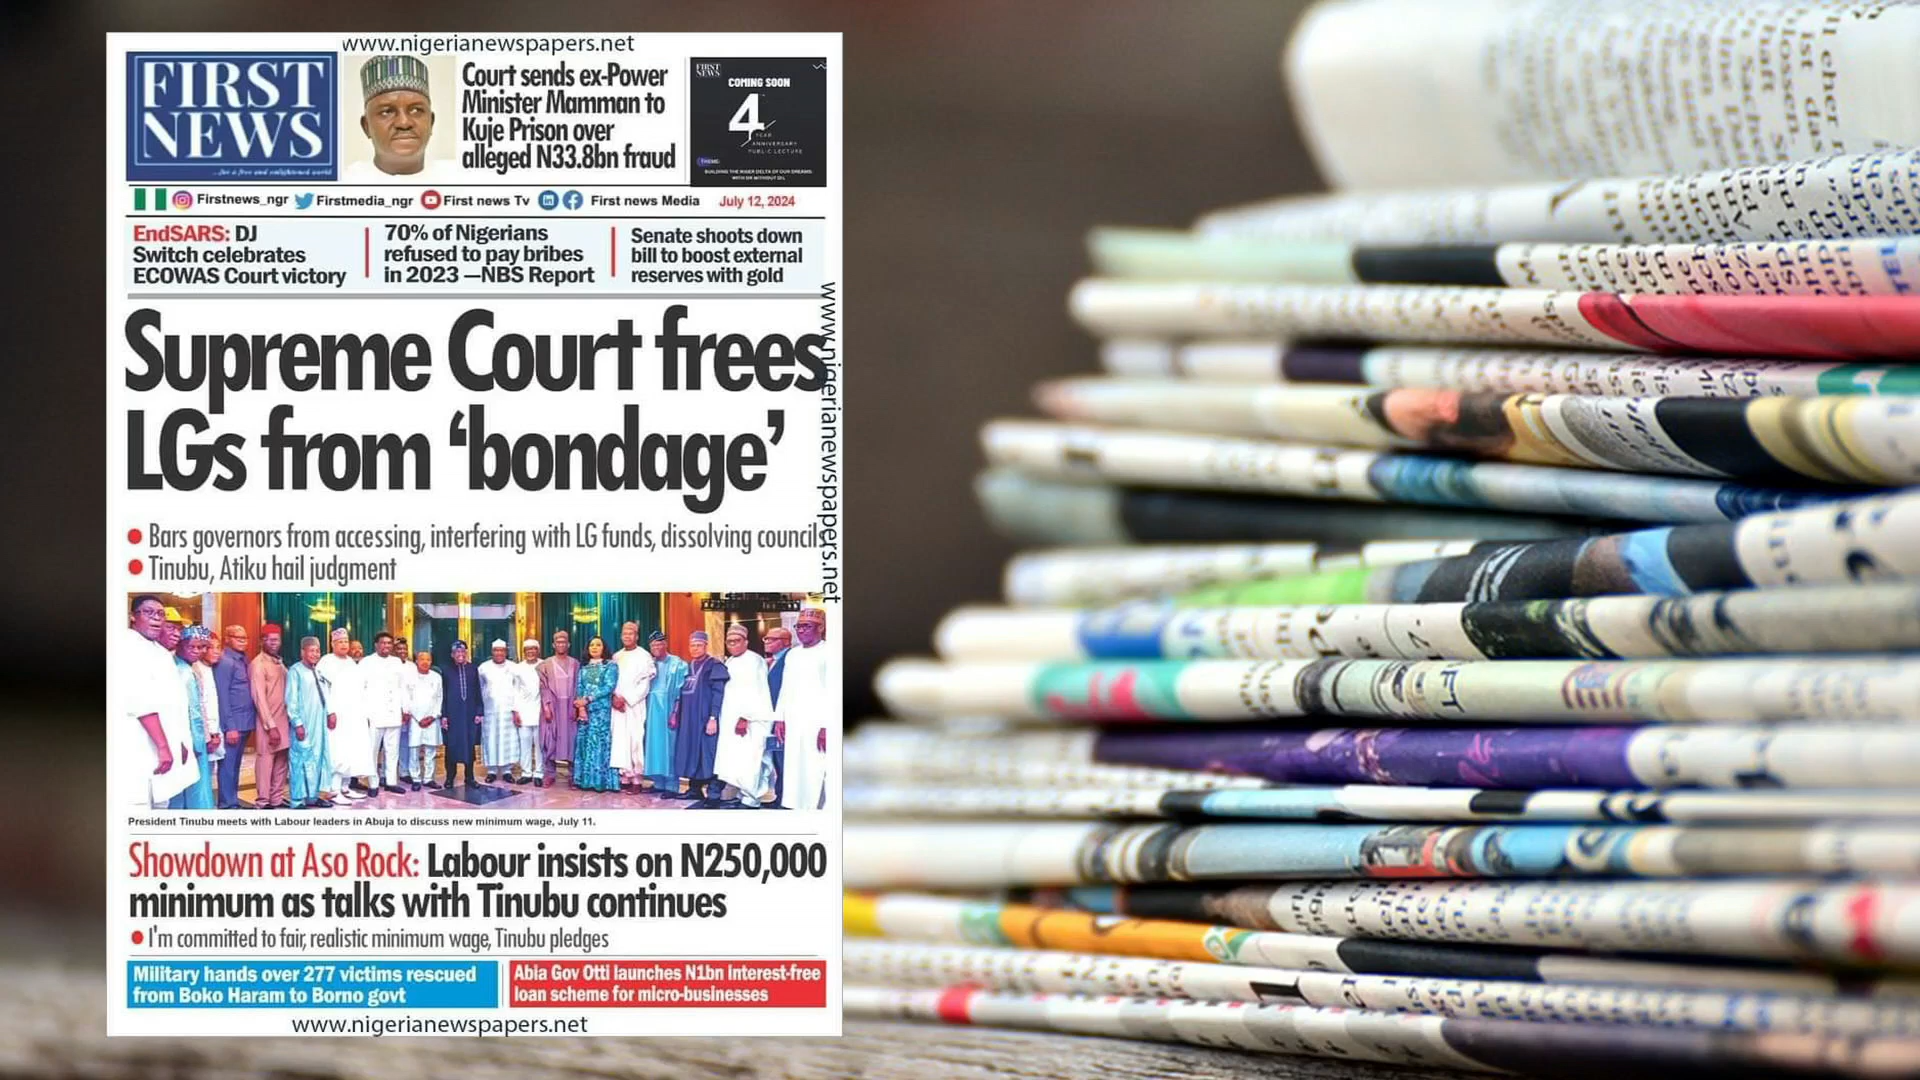 www.nigerianewspapers.net
FIRST
NEWS
...for a free and enlightened world
Court sends ex-Power
Minister Mamman to
Kuje Prison over
alleged N33.8bn fraud
FIRST
NEWS
COMING SOON
4
YEAR
ANNIVERSARY
PUBLIC LECTURE
THEME:
BUILDING THE NIGER DELTA OF OUR DREAMS:
WITH OR WITHOUT OIL
Firstnews_ngr Firstmedia_ngr First news Tv First news Media July 12, 2024
EndSARS: DJ
Switch celebrates
ECOWAS Court victory
70% of Nigerians
refused to pay bribes
in 2023 —NBS Report
Senate shoots down
bill to boost external
reserves with gold
Supreme Court frees
LGs from ‘bondage’
www.nigerianewspapers.net
Bars governors from accessing, interfering with LG funds, dissolving councils
Tinubu, Atiku hail judgment
President Tinubu meets with Labour leaders in Abuja to discuss new minimum wage, July 11.
Showdown at Aso Rock: Labour insists on N250,000
minimum as talks with Tinubu continues
I'm committed to fair, realistic minimum wage, Tinubu pledges
Military hands over 277 victims rescued
from Boko Haram to Borno govt
Abia Gov Otti launches N1bn interest-free
loan scheme for micro-businesses
www.nigerianewspapers.net